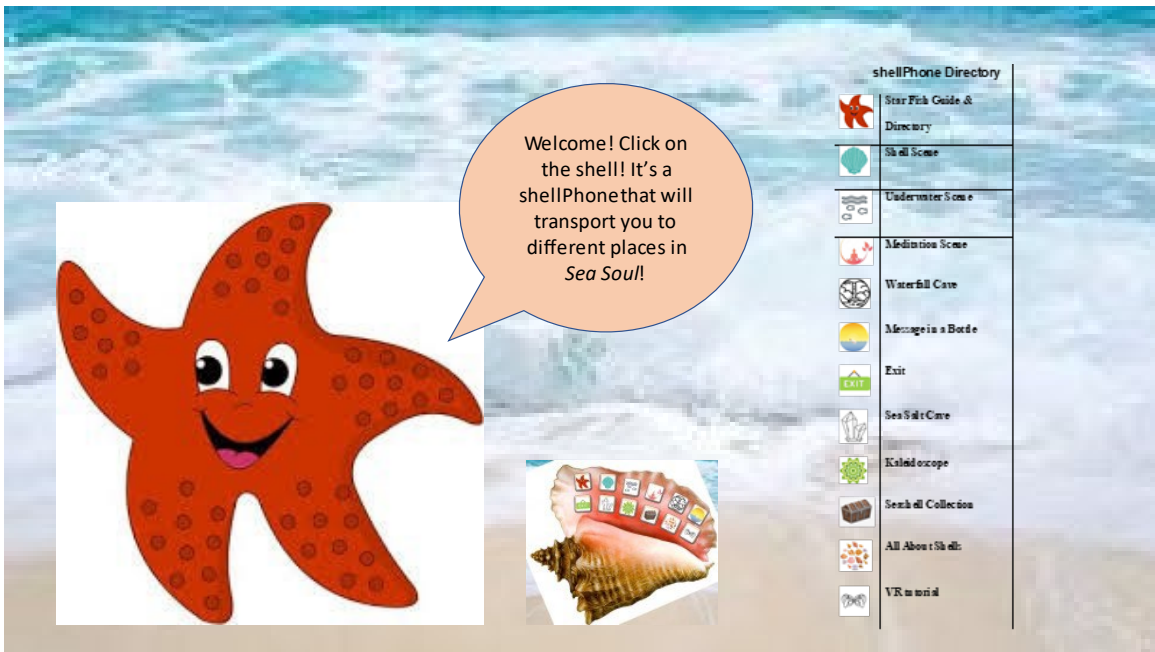 Welcome! Click on
the shell! It's a
shellPhone that will
transport you to
different places in
Sea Soul!
shellPhone Directory
Star Fish Guide &
Directory
Shell Scene
Underwater Scene
Meditation Scene
Waterfall Cave
Message in a Bottle
Exit
EXIT
Sea Salt Cave
Kaleidoscope
Seashell Collection
All About Shells
VR tutorial